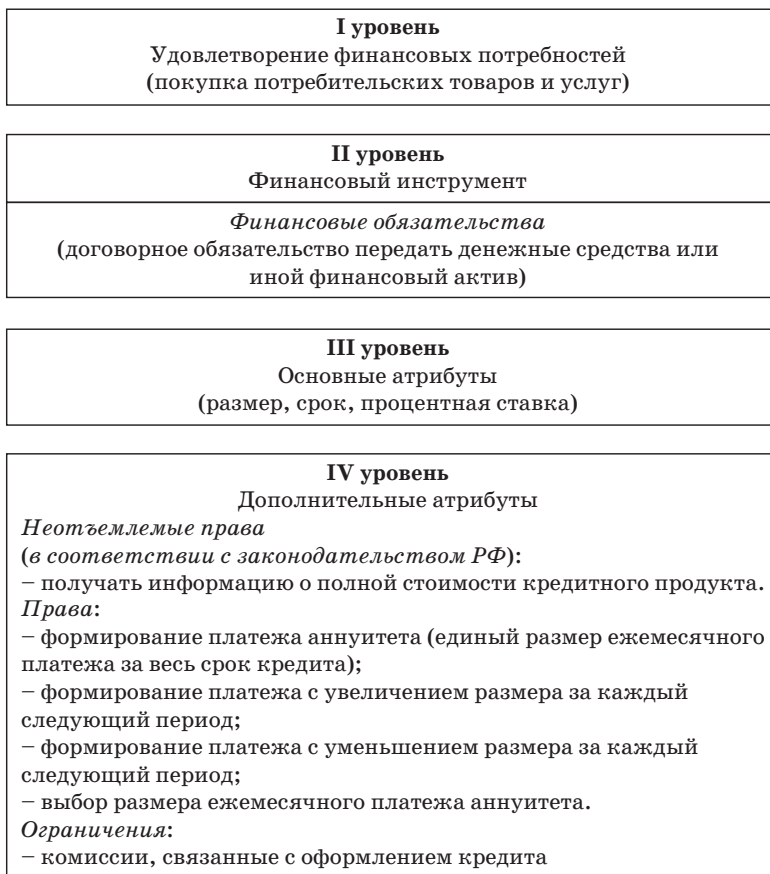 I уровень
Удовлетворение финансовых потребностей
(покупка потребительских товаров и услуг)
II уровень
Финансовый инструмент
Финансовые обязательства
(договорное обязательство передать денежные средства или
иной финансовый актив)
III уровень
Основные атрибуты
(размер, срок, процентная ставка)
IV уровень
Дополнительные атрибуты
Неотъемлемые права
(в соответствии с законодательством РФ):
– получать информацию о полной стоимости кредитного продукта.
Права:
– формирование платежа аннуитета (единый размер ежемесячного
платежа за весь срок кредита);
– формирование платежа с увеличением размера за каждый
следующий период;
– формирование платежа с уменьшением размера за каждый
следующий период;
– выбор размера ежемесячного платежа аннуитета.
Ограничения:
– комиссии, связанные с оформлением кредита